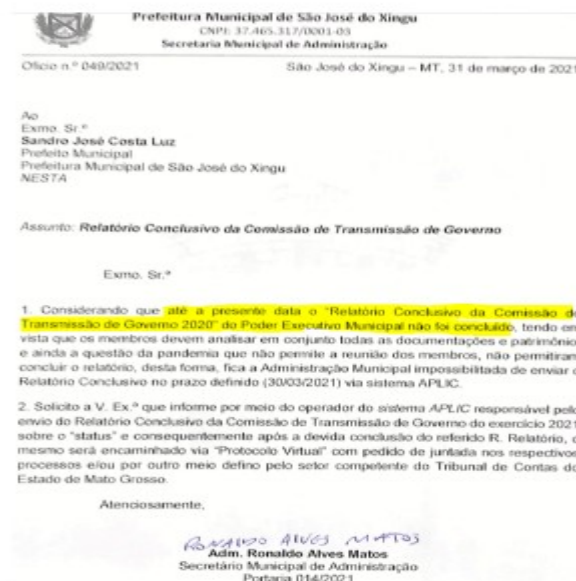 Prefeitura Municipal de São José do Xingu
CNPJ: 37.465.317/0001-03
Secretaria Municipal de Administração
Ofício n.º 049/2021 São José do Xingu – MT, 31 de março de 2021
Ao
Exmo. Sr.º
Sandro José Costa Luz
Prefeito Municipal
Prefeitura Municipal de São José do Xingu
NESTA
Assunto: Relatório Conclusivo da Comissão de Transmissão de Governo
Exmo. Sr.º
1. Considerando que até a presente data o "Relatório Conclusivo da Comissão de
Transmissão de Governo 2020" do Poder Executivo Municipal não foi concluído, tendo em
vista que os membros devem analisar em conjunto todas as documentações e patrimônio
e ainda a questão da pandemia que não permite a reunião dos membros, não permitiram
concluir o relatório, desta forma, fica a Administração Municipal impossibilitada de enviar o
Relatório Conclusivo no prazo definido (30/03/2021) via sistema APLIC.
2. Solicito a V. Ex.ª que informe por meio do operador do sistema APLIC responsável pelo
envio do Relatório Conclusivo da Comissão de Transmissão de Governo do exercício 2021
sobre o "status" e consequentemente após a devida conclusão do referido R. Relatório, o
mesmo será encaminhado via "Protocolo Virtual" com pedido de juntada nos respectivos
processos e/ou por outro meio defino pelo setor competente do Tribunal de Contas do
Estado de Mato Grosso.
Atenciosamente,
RONALDO ALVES MATOS
Adm. Ronaldo Alves Matos
Secretário Municipal de Administração
Portaria 014/2021